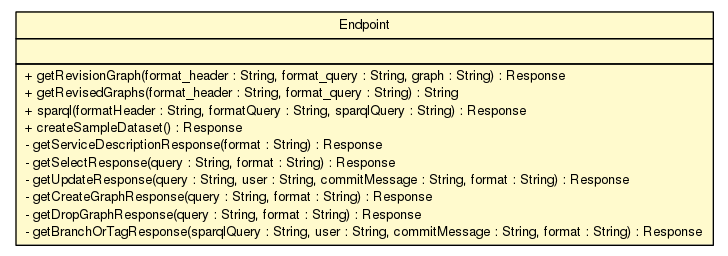 Endpoint
+ getRevisionGraph(format_header : String, format_query : String, graph : String) : Response
+ getRevisedGraphs(format_header : String, format_query : String) : String
+ sparql(formatHeader : String, formatQuery : String, sparqlQuery : String) : Response
+ createSampleDataset() : Response
- getServiceDescriptionResponse(format : String) : Response
- getSelectResponse(query : String, format : String) : Response
- getUpdateResponse(query : String, user : String, commitMessage : String, format : String) : Response
- getCreateGraphResponse(query : String, format : String) : Response
- getDropGraphResponse(query : String, format : String) : Response
- getBranchOrTagResponse(sparqlQuery : String, user : String, commitMessage : String, format : String) : Response